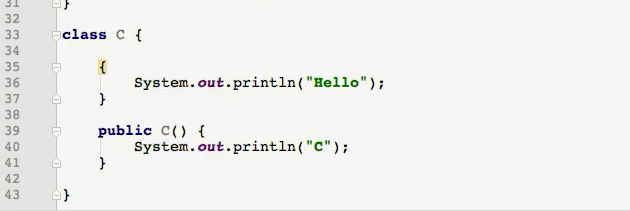 31 }
32
33 class C {
34
35 {
36 System.out.println("Hello");
37 }
38
39 public C() {
40 System.out.println("C");
41 }
42
43 }